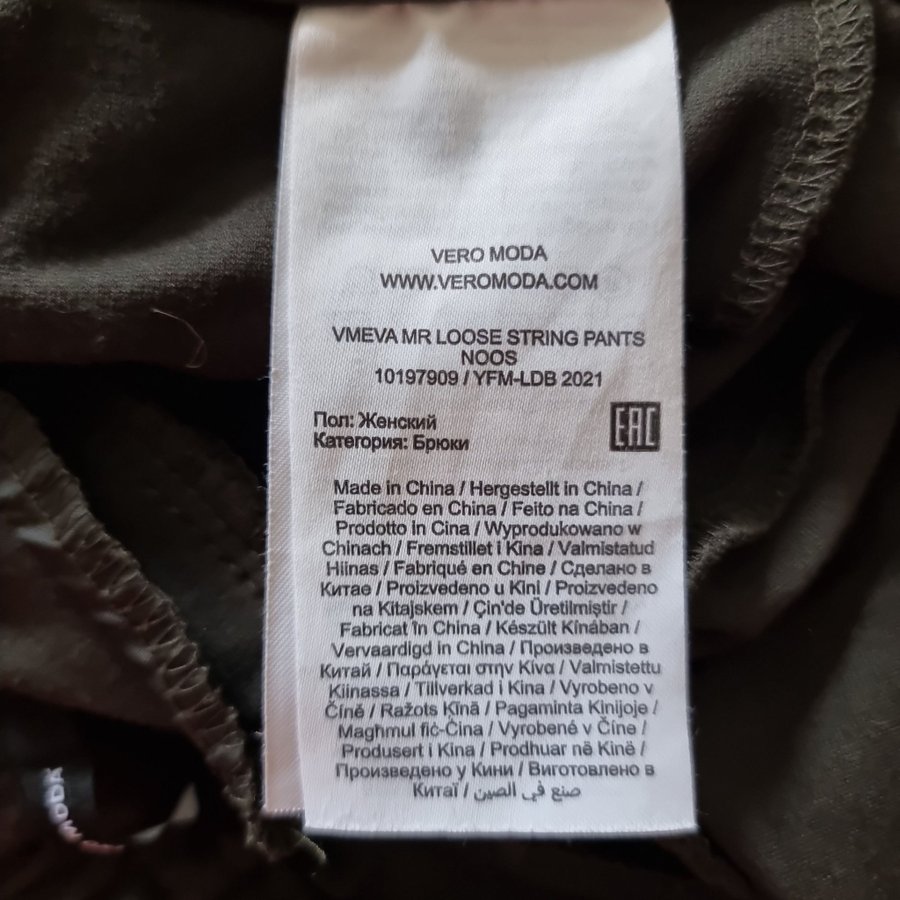 VERO MODA
WWW.VEROMODA.COM
VMEVA MR LOOSE STRING PANTS
NOOS
10197909 / YFM-LDB 2021
Пол: Женский
Категория: Брюки
EAC
Made in China / Hergestellt in China /
Fabricado en China / Feito na China /
Prodotto in Cina / Wyprodukowano w
Chinach / Fremstillet i Kina / Valmistatud
Hiinas / Fabriqué en Chine / Сделано в
Китае / Proizvedeno u Kini / Proizvedeno
na Kitajskem / Çin'de Üretilmiştir /
Fabricat în China / Készült Kínában /
Vervaardigd in China / Произведено в
Китай / Παράγεται στην Κίνα / Valmistettu
Kiinassa / Tillverkad i Kina / Vyrobeno v
Číně / Ražots Ķīnā / Pagaminta Kinijoje /
Magħmul fiċ-Ċina / Vyrobené v Číne /
Produsert i Kina / Prodhuar në Kinë /
Произведено у Кини / Виготовлено в
Китаї / صنع في الصين
MODA